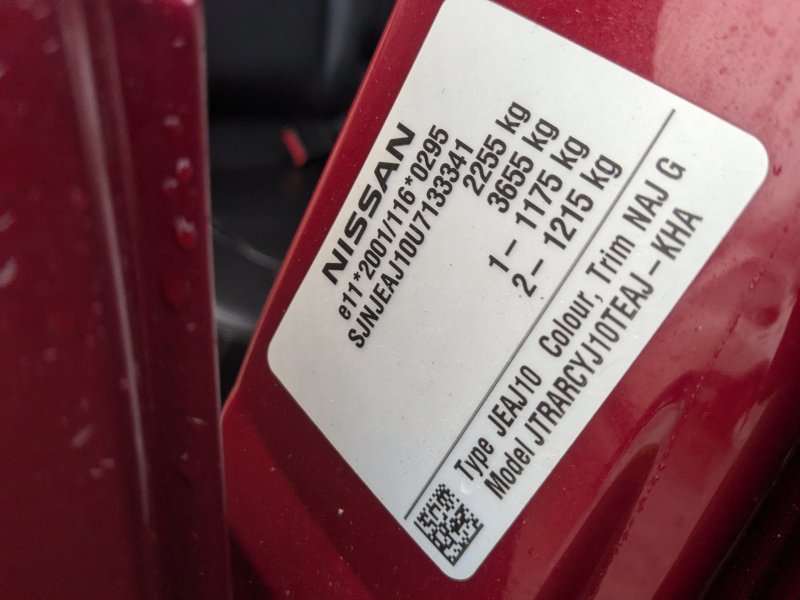 NISSAN
e11*2001/116*0295
SJNJEAJ10U7133341
2255 kg
3655 kg
1- 1175 kg
2- 1215 kg
Type JEAJ10 Colour, Trim NAJ G
Model JTRARCYJ10TEAJ-KHA